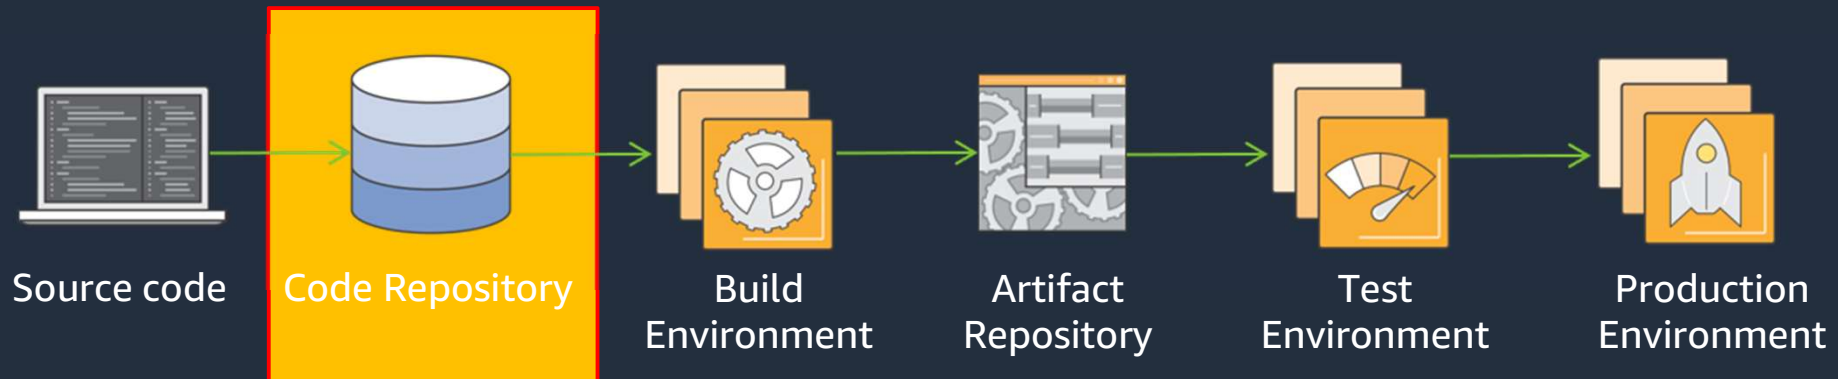 Source code
Code Repository
Build
Environment
Artifact
Repository
Test
Environment
Production
Environment